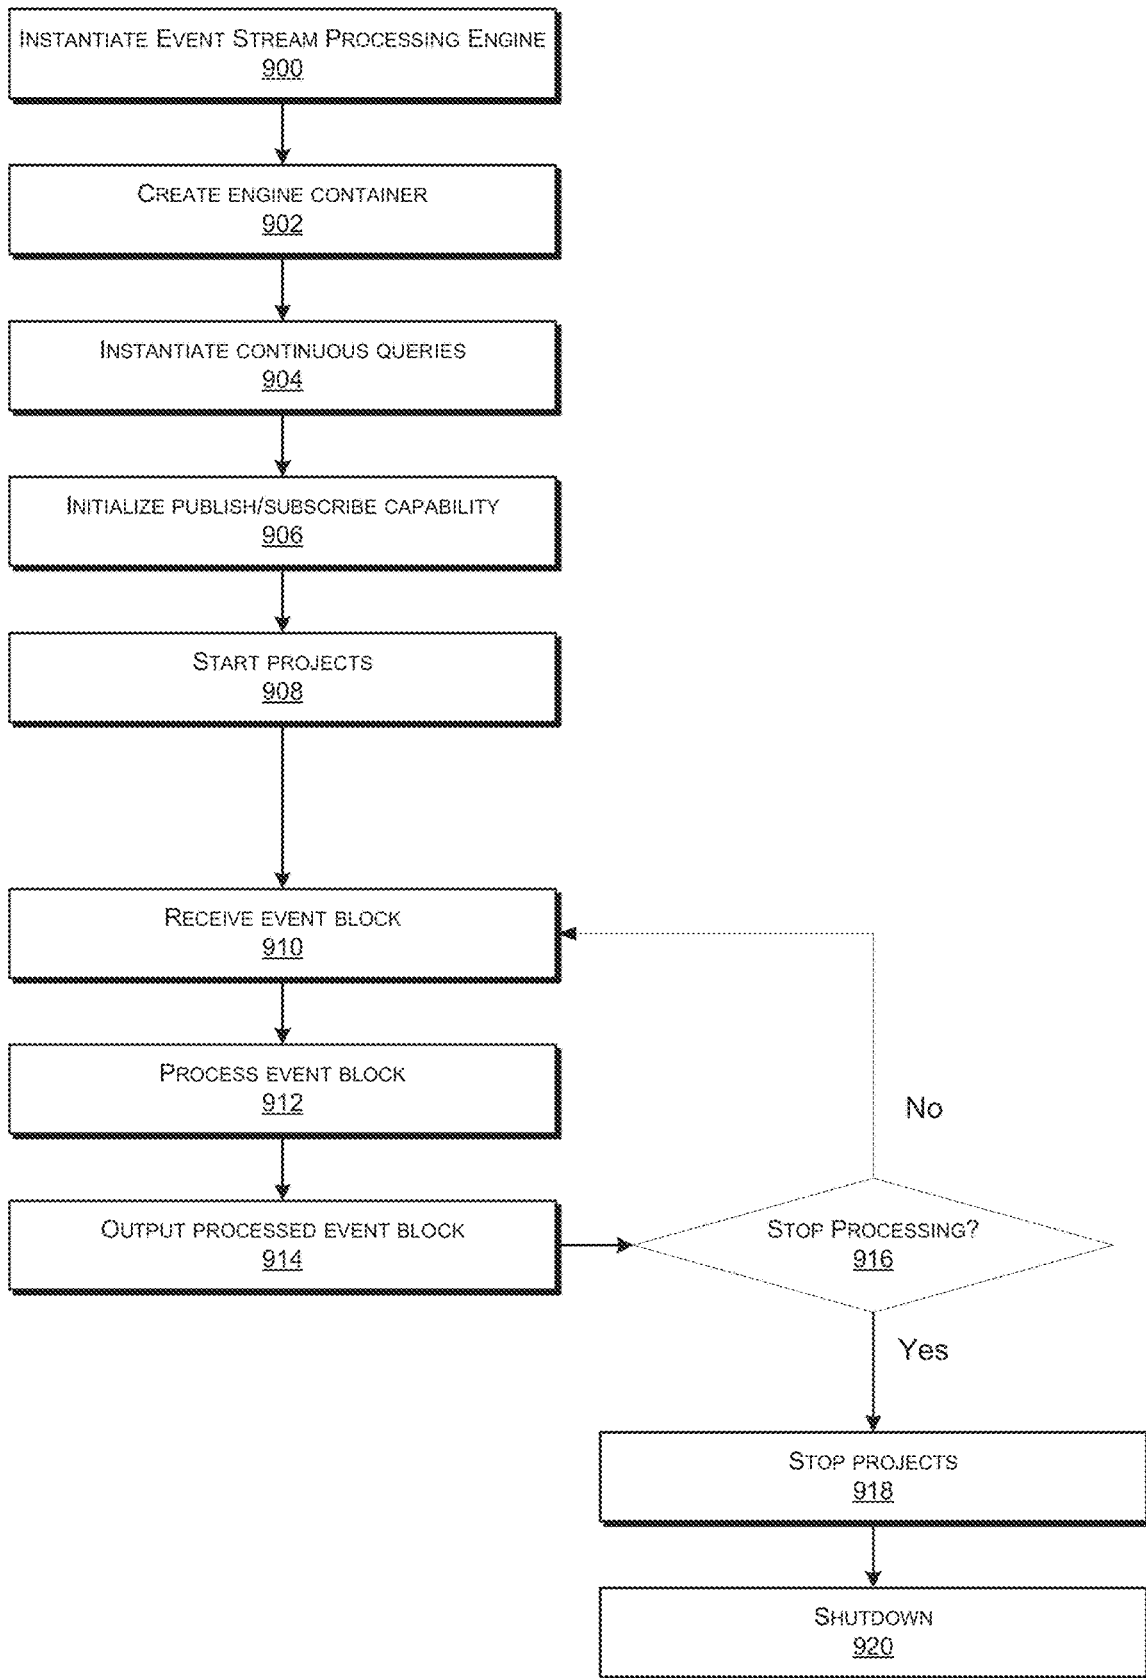 INSTANTIATE EVENT STREAM PROCESSING ENGINE
900
CREATE ENGINE CONTAINER
902
INSTANTIATE CONTINUOUS QUERIES
904
INITIALIZE PUBLISH/SUBSCRIBE CAPABILITY
906
START PROJECTS
908
RECEIVE EVENT BLOCK
910
PROCESS EVENT BLOCK
912
No
OUTPUT PROCESSED EVENT BLOCK
914
STOP PROCESSING?
916
Yes
STOP PROJECTS
918
SHUTDOWN
920